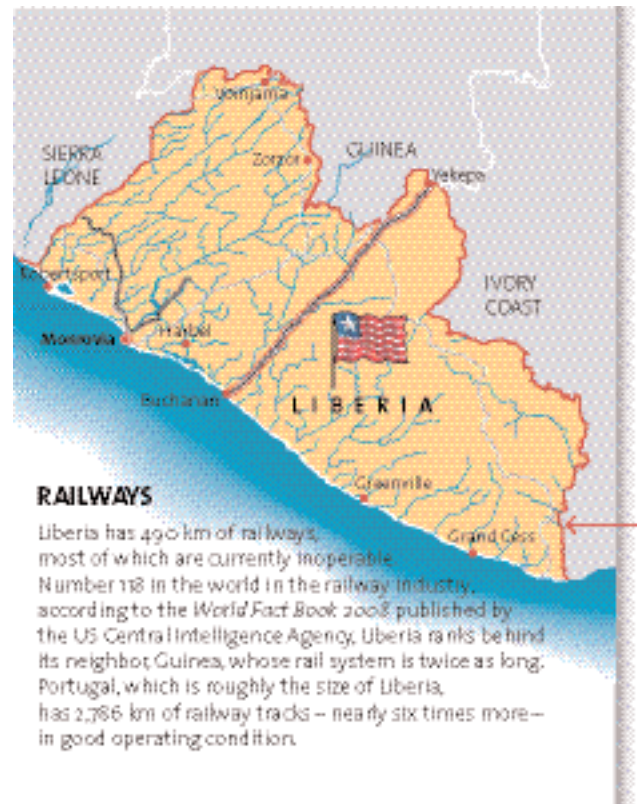 Voinjama
SIERRA
LEONE
Zorzor
GUINEA
Yekepa
Robertsport
IVORY
COAST
Monrovia
Harbel
Buchanan
LIBERIA
Greenville
Grand Cess
RAILWAYS
Liberia has 490 km of railways,
most of which are currently inoperable.
Number 118 in the world in the railway industry,
according to the World Fact Book 2008 published by
the US Central Intelligence Agency, Liberia ranks behind
its neighbor, Guinea, whose rail system is twice as long.
Portugal, which is roughly the size of Liberia,
has 2,786 km of railway tracks – nearly six times more –
in good operating condition.